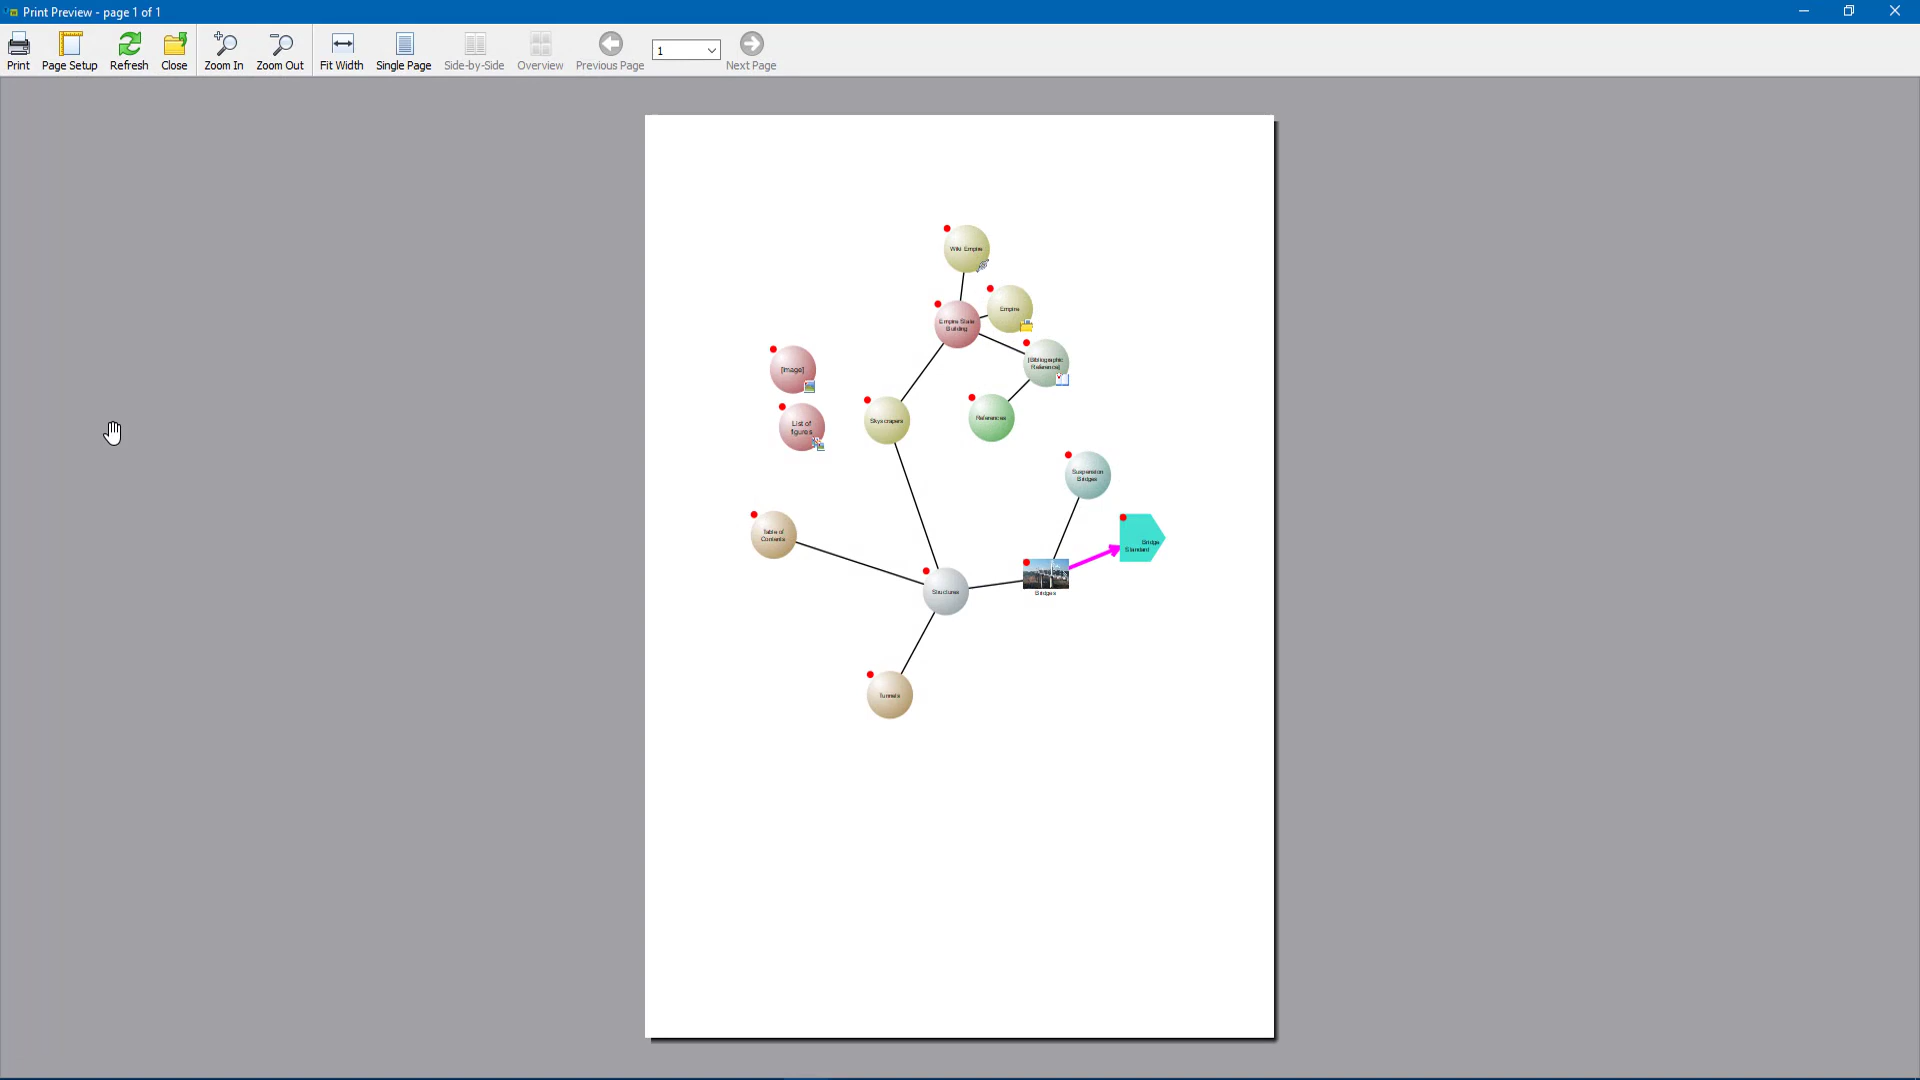 Print Preview - page 1 of 1
Print
Page Setup
Refresh
Close
Zoom In
Zoom Out
Fit Width
Single Page
Side-by-Side
Overview
Previous Page
1
Next Page
Wiki Empire
Empire
Empire State
Building
[Bibliographic
Reference]
[Image]
List of
figures
Skyscrapers
References
Suspension
Bridges
Table of
Contents
Bridge
Standard
Structures
Bridges
Tunnels